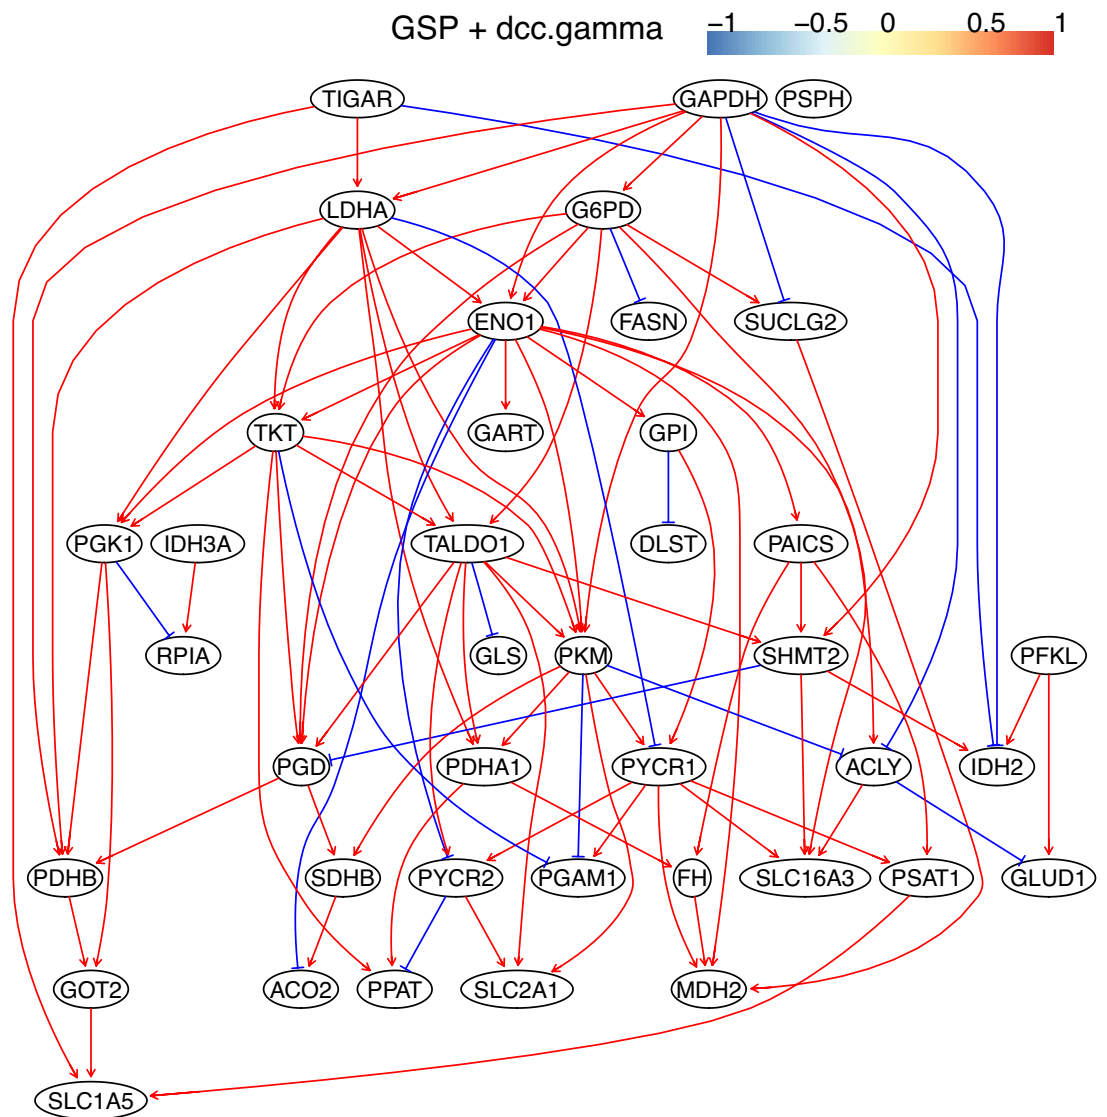 GSP + dcc.gamma
−1 −0.5 0 0.5 1
TIGAR GAPDH PSPH
LDHA G6PD
ENO1 FASN SUCLG2
TKT GART GPI
PGK1 IDH3A TALDO1 DLST PAICS
RPIA GLS PKM SHMT2 PFKL
PGD PDHA1 PYCR1 ACLY IDH2
PDHB SDHB PYCR2 PGAM1 FH SLC16A3 PSAT1 GLUD1
GOT2 ACO2 PPAT SLC2A1 MDH2
SLC1A5